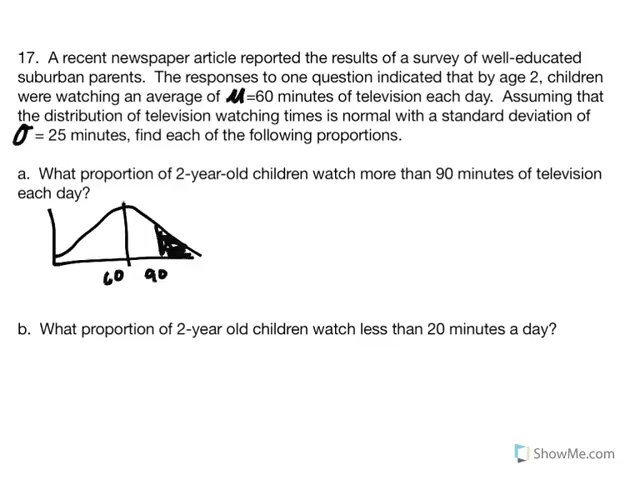 17. A recent newspaper article reported the results of a survey of well-educated
suburban parents. The responses to one question indicated that by age 2, children
were watching an average of μ=60 minutes of television each day. Assuming that
the distribution of television watching times is normal with a standard deviation of
σ = 25 minutes, find each of the following proportions.
a. What proportion of 2-year-old children watch more than 90 minutes of television
each day?
60 90
b. What proportion of 2-year old children watch less than 20 minutes a day?
ShowMe.com